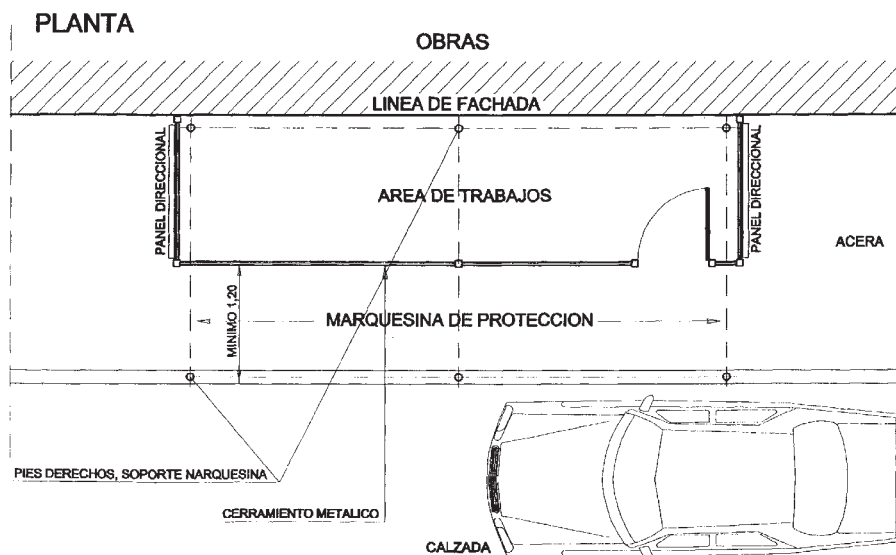 PLANTA
OBRAS
LINEA DE FACHADA
PANEL DIRECCIONAL
AREA DE TRABAJOS
PANEL DIRECCIONAL
ACERA
MINIMO 1,20
MARQUESINA DE PROTECCION
PIES DERECHOS, SOPORTE NARQUESINA
CERRAMIENTO METALICO
CALZADA